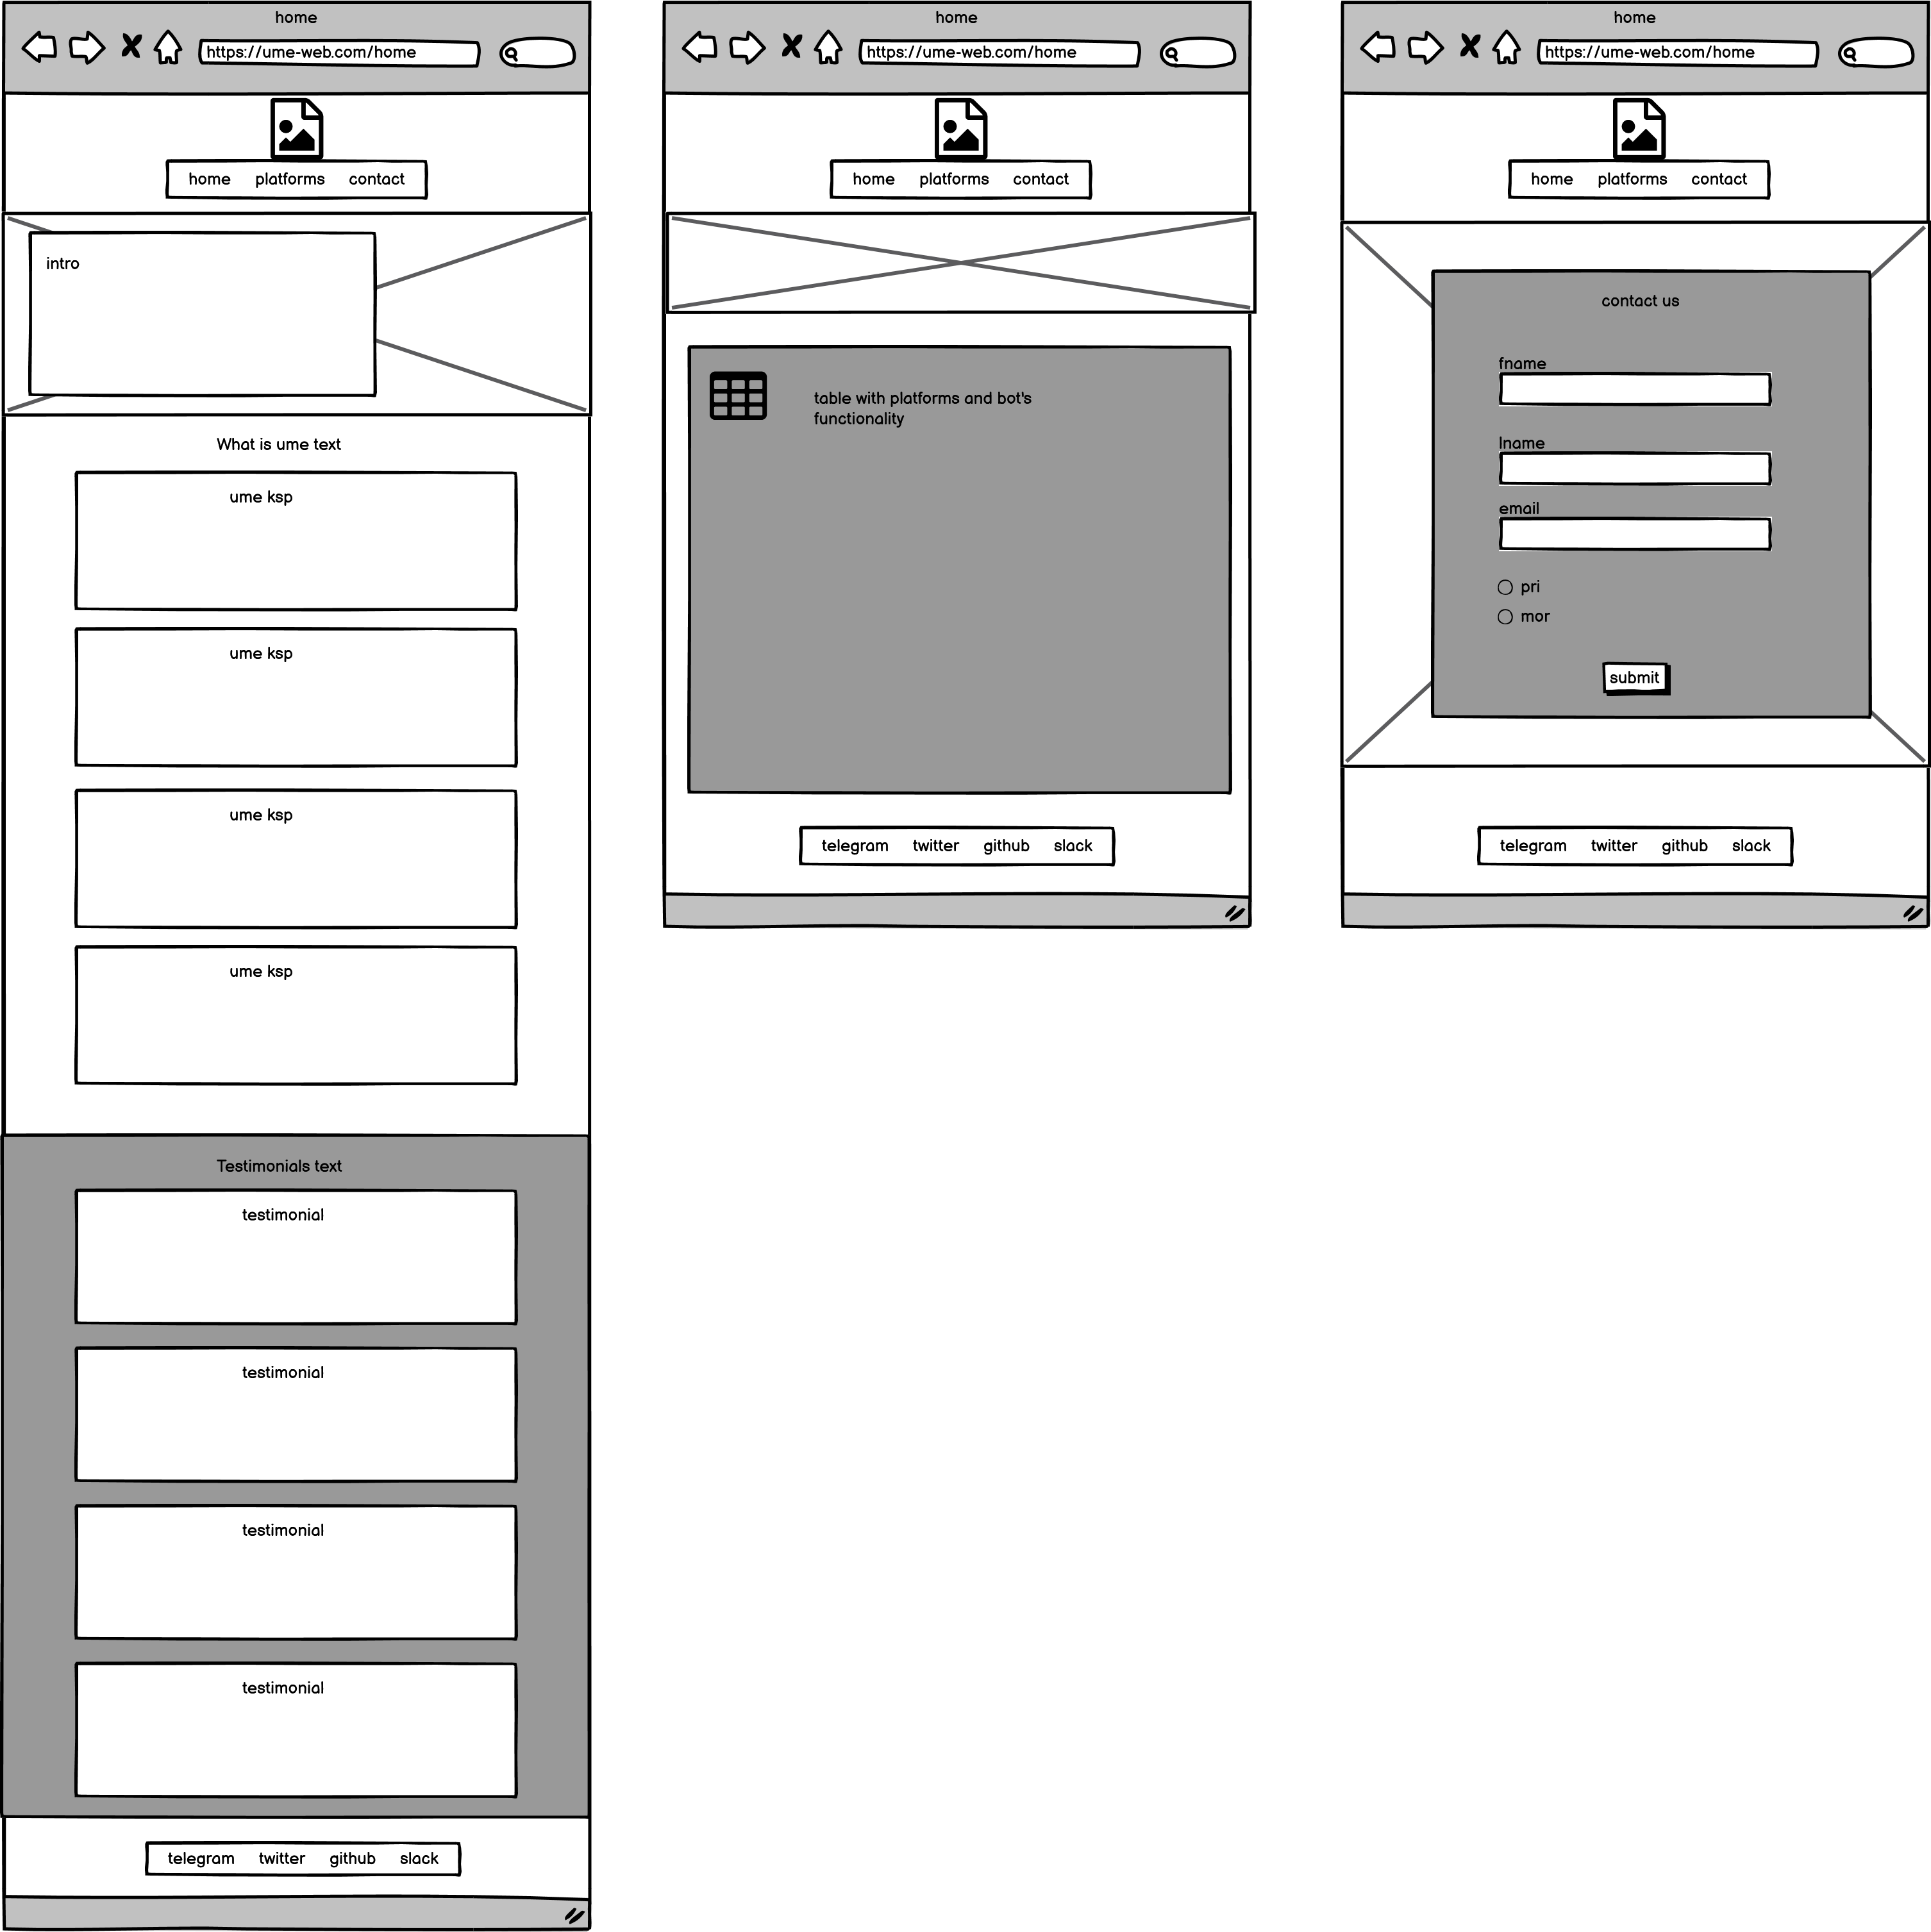 home
https://ume-web.com/home
home platforms contact
intro
What is ume text
ume ksp
ume ksp
ume ksp
ume ksp
Testimonials text
testimonial
testimonial
testimonial
testimonial
telegram twitter github slack
home
https://ume-web.com/home
home platforms contact
table with platforms and bot's
functionality
telegram twitter github slack
home
https://ume-web.com/home
home platforms contact
contact us
fname
lname
email
pri
mor
submit
telegram twitter github slack